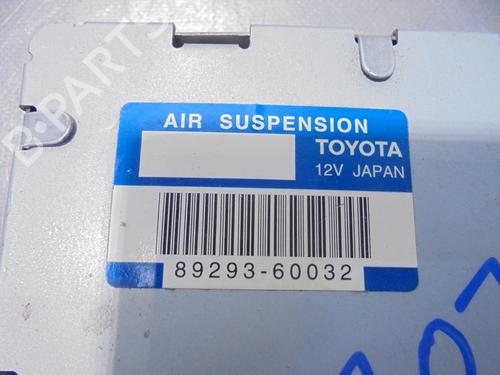 B-PARTS
AIR SUSPENSION
TOYOTA
12V JAPAN
89293-60032